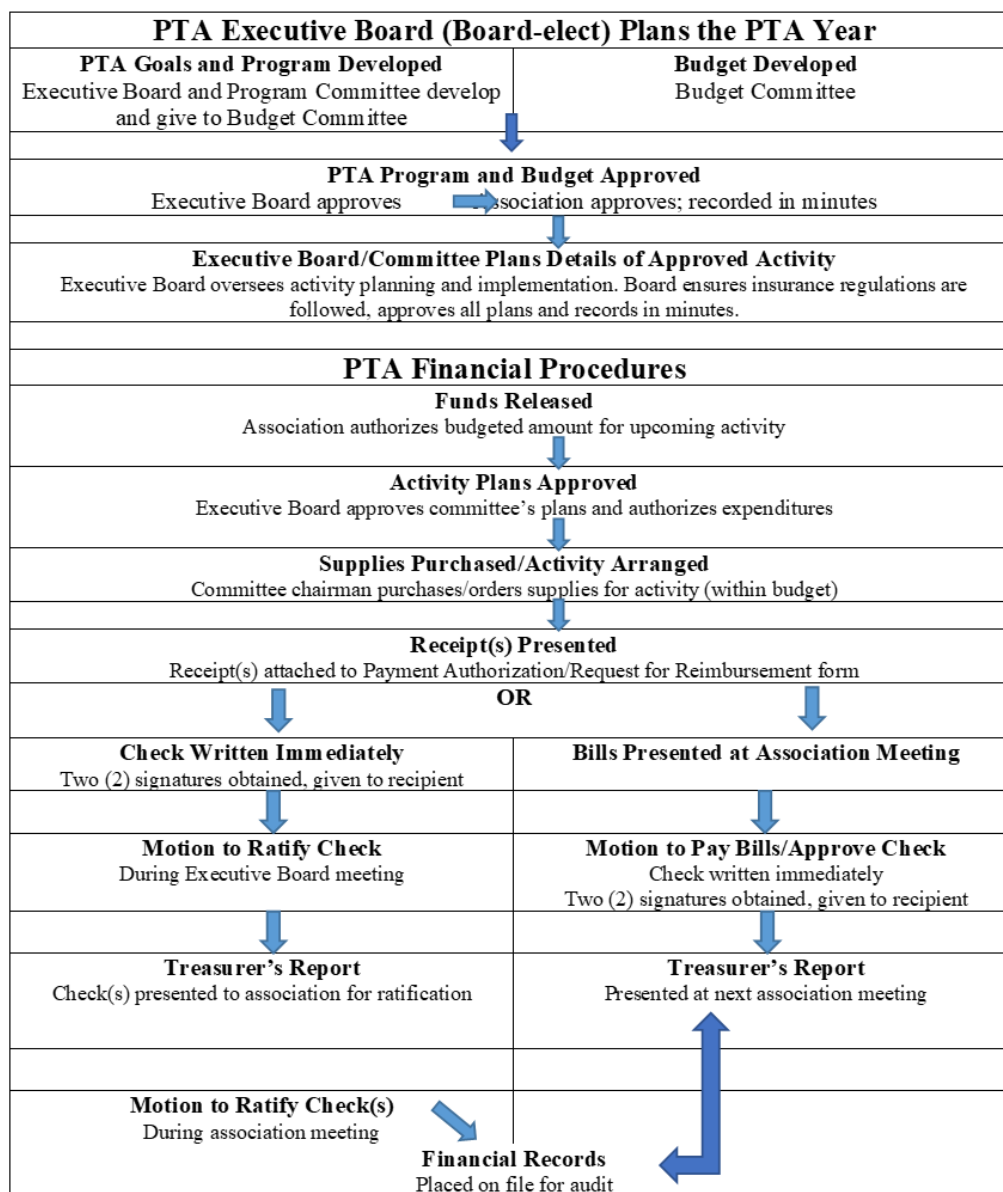 PTA Executive Board (Board-elect) Plans the PTA Year
PTA Goals and Program Developed
Executive Board and Program Committee develop
and give to Budget Committee
Budget Developed
Budget Committee
PTA Program and Budget Approved
Executive Board approves
ssociation approves; recorded in minutes
Executive Board/Committee Plans Details of Approved Activity
Executive Board oversees activity planning and implementation. Board ensures insurance regulations are
followed, approves all plans and records in minutes.
PTA Financial Procedures
Funds Released
Association authorizes budgeted amount for upcoming activity
Activity Plans Approved
Executive Board approves committee’s plans and authorizes expenditures
Supplies Purchased/Activity Arranged
Committee chairman purchases/orders supplies for activity (within budget)
Receipt(s) Presented
Receipt(s) attached to Payment Authorization/Request for Reimbursement form
OR
Check Written Immediately
Two (2) signatures obtained, given to recipient
Bills Presented at Association Meeting
Motion to Ratify Check
During Executive Board meeting
Motion to Pay Bills/Approve Check
Check written immediately
Two (2) signatures obtained, given to recipient
Treasurer’s Report
Check(s) presented to association for ratification
Treasurer’s Report
Presented at next association meeting
Motion to Ratify Check(s)
During association meeting
Financial Records
Placed on file for audit